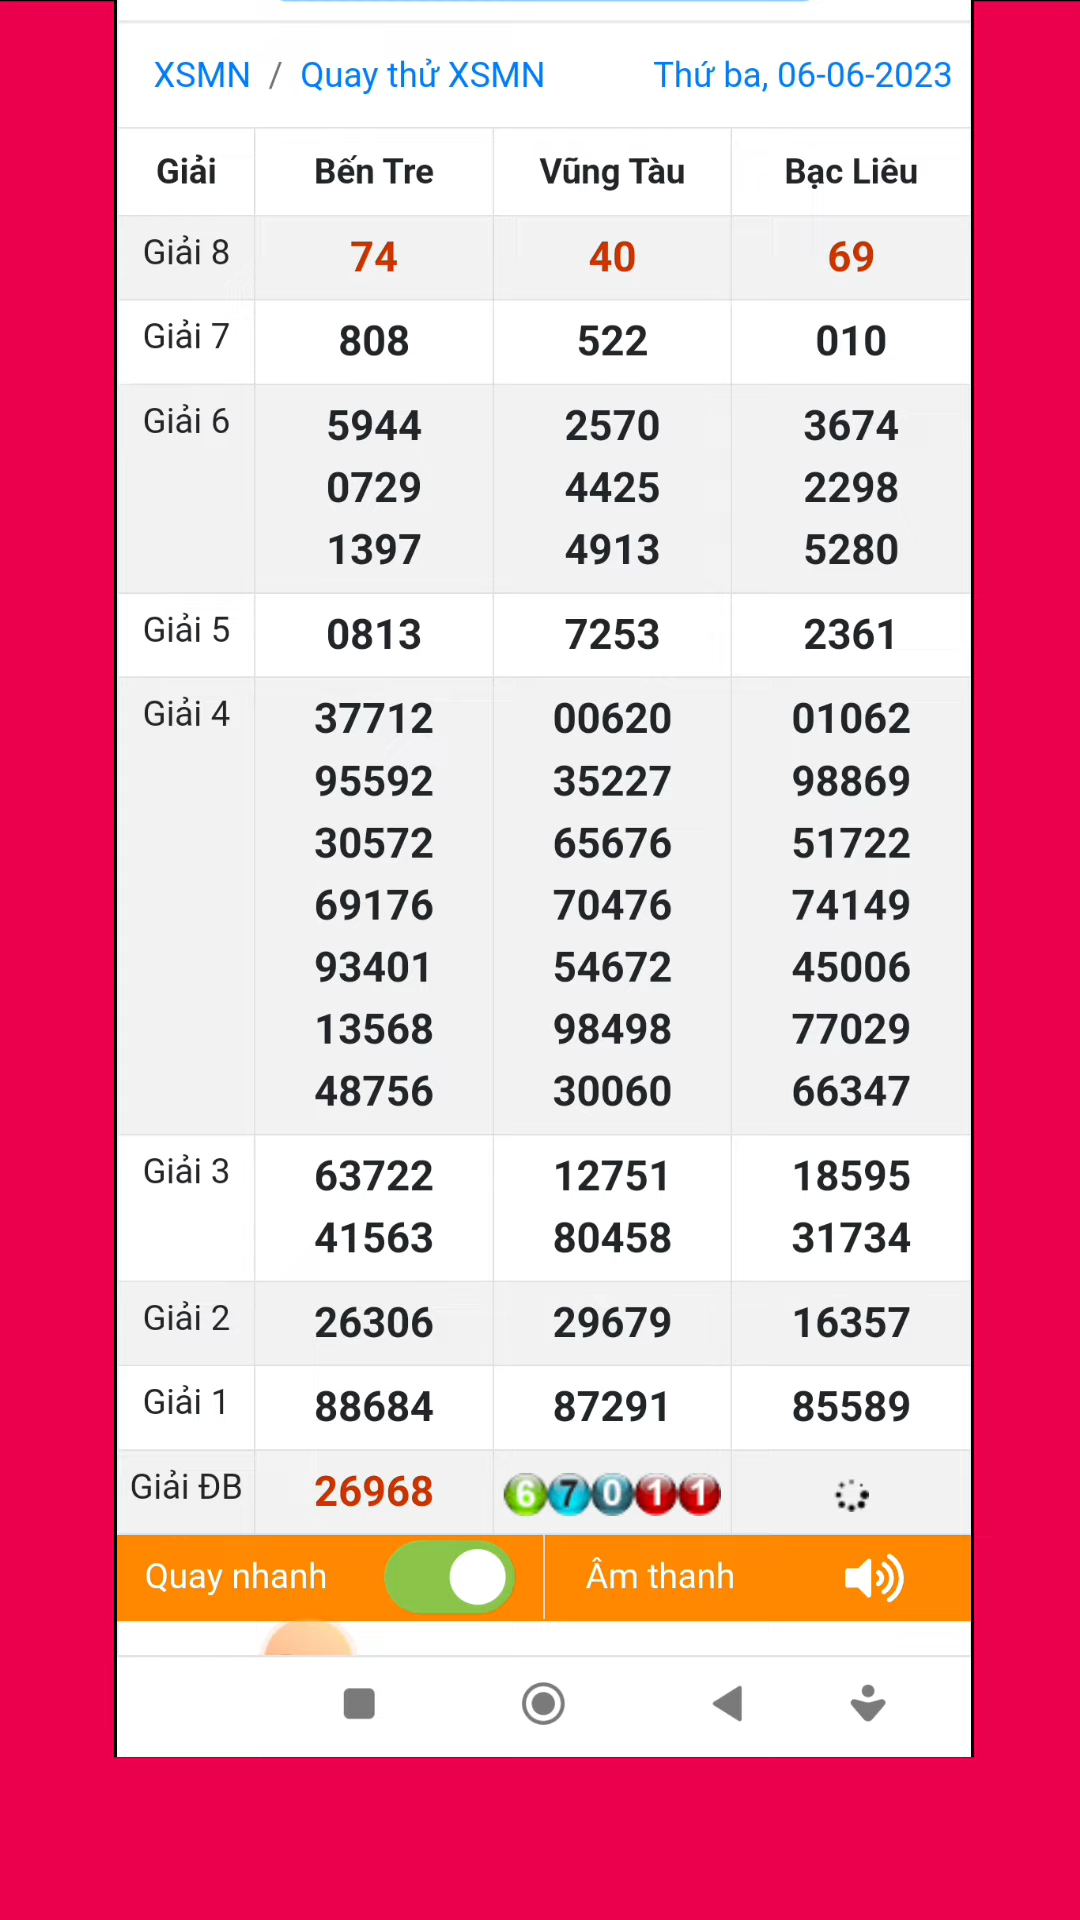 XSMN / Quay thử XSMN Thứ ba, 06-06-2023
Giải Bến Tre Vũng Tàu Bạc Liêu
Giải 8 74 40 69
Giải 7 808 522 010
Giải 6 5944 2570 3674
0729 4425 2298
1397 4913 5280
Giải 5 0813 7253 2361
Giải 4 37712 00620 01062
95592 35227 98869
30572 65676 51722
69176 70476 74149
93401 54672 45006
13568 98498 77029
48756 30060 66347
Giải 3 63722 12751 18595
41563 80458 31734
Giải 2 26306 29679 16357
Giải 1 88684 87291 85589
Giải ĐB 26968 67011
Quay nhanh Âm thanh